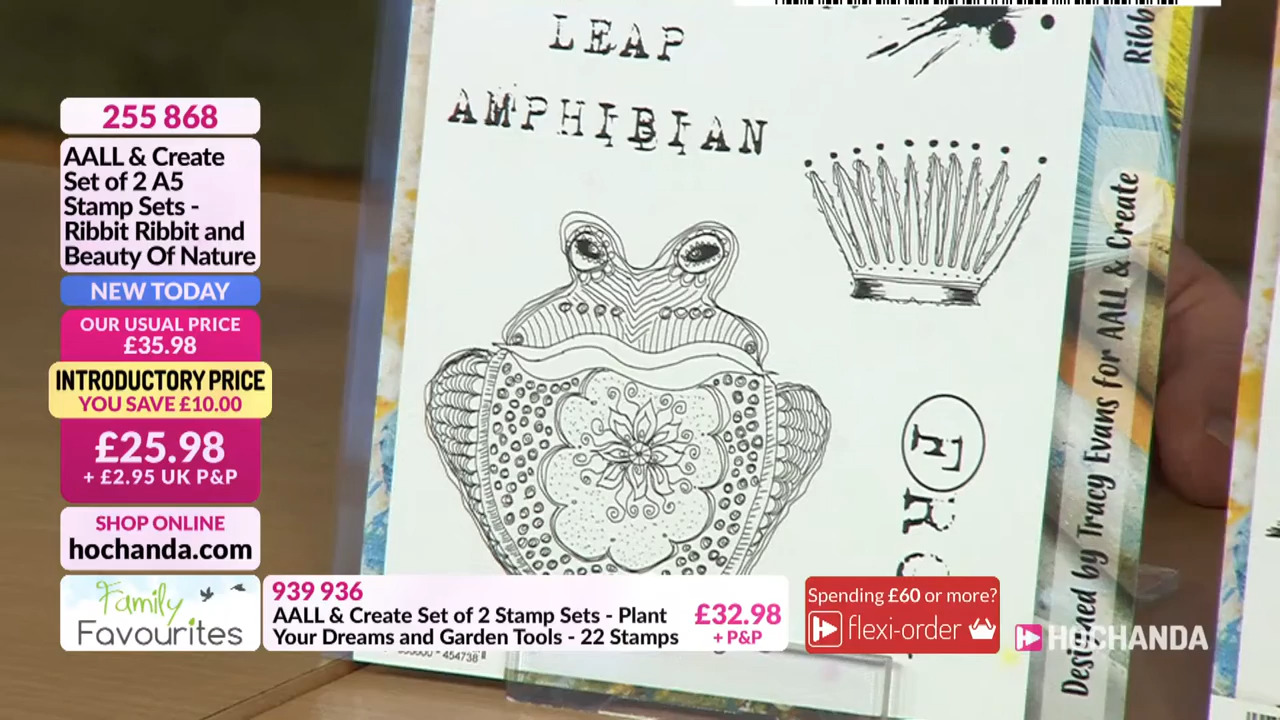 LEAP
AMPHIBIAN
Ribb
Designed by Tracy Evans for AALL & Create
F
255 868
AALL & Create
Set of 2 A5
Stamp Sets -
Ribbit Ribbit and
Beauty Of Nature
NEW TODAY
OUR USUAL PRICE
£35.98
INTRODUCTORY PRICE
YOU SAVE £10.00
£25.98
+ £2.95 UK P&P
SHOP ONLINE
hochanda.com
Family
Favourites
939 936
AALL & Create Set of 2 Stamp Sets - Plant
Your Dreams and Garden Tools - 22 Stamps
£32.98
+ P&P
Spending £60 or more?
flexi-order
HOCHANDA